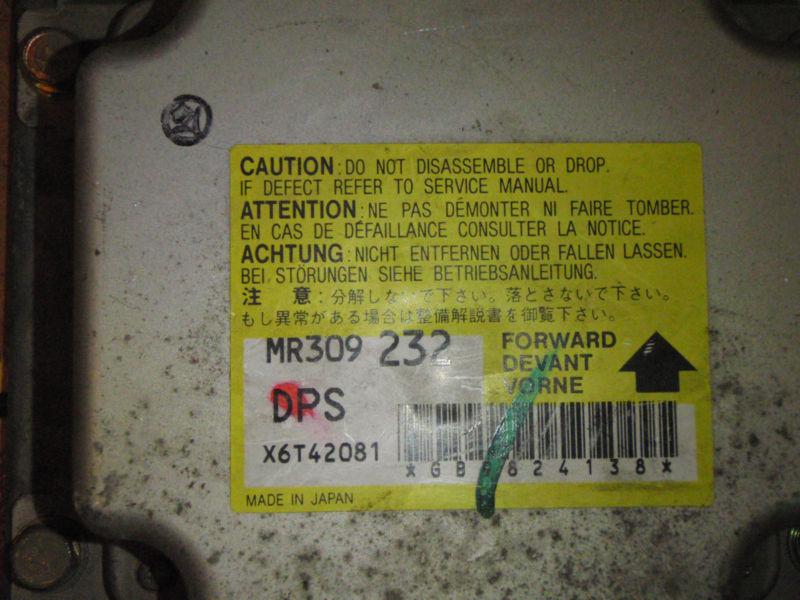 CAUTION : DO NOT DISASSEMBLE OR DROP.
IF DEFECT REFER TO SERVICE MANUAL.
ATTENTION : NE PAS DÉMONTER NI FAIRE TOMBER.
EN CAS DE DÉFAILLANCE CONSULTER LA NOTICE.
ACHTUNG : NICHT ENTFERNEN ODER FALLEN LASSEN.
BEI STÖRUNGEN SIEHE BETRIEBSANLEITUNG.
注 意 : 分解しないで下さい。落とさないで下さい。
もし異常がある場合は整備解説書を御覧下さい。
MR309 232
FORWARD
DEVANT
VORNE
DPS
X6T42081
MADE IN JAPAN